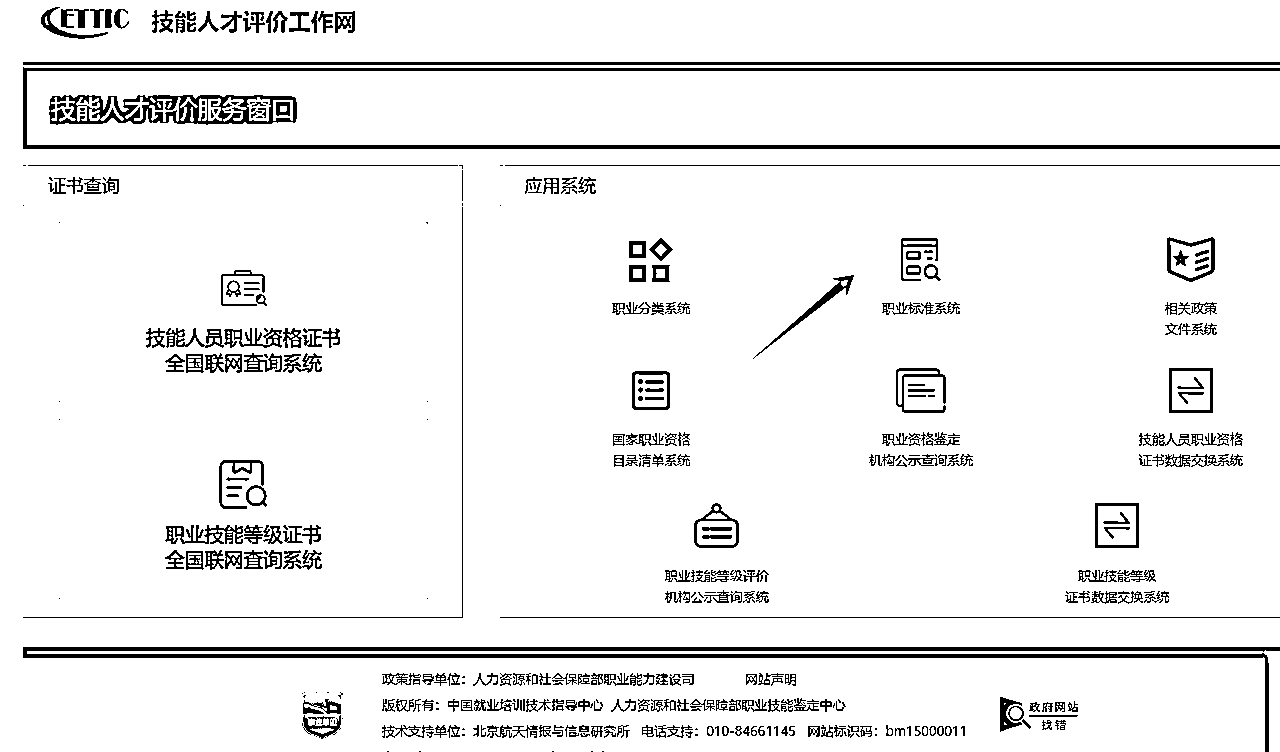 CETTIC 技能人才评价工作网
技能人才评价服务窗口
证书查询
技能人员职业资格证书
全国联网查询系统
职业技能等级证书
全国联网查询系统
应用系统
职业分类系统
职业标准系统
相关政策
文件系统
国家职业资格
目录清单系统
职业资格鉴定
机构公示查询系统
技能人员职业资格
证书数据交换系统
职业技能等级评价
机构公示查询系统
职业技能等级
证书数据交换系统
政策指导单位：人力资源和社会保障部职业能力建设司 网站声明
版权所有：中国就业培训技术指导中心 人力资源和社会保障部职业技能鉴定中心
技术支持单位：北京航天情报与信息研究所 电话支持：010-84661145 网站标识码：bm15000011
政府网站
找错